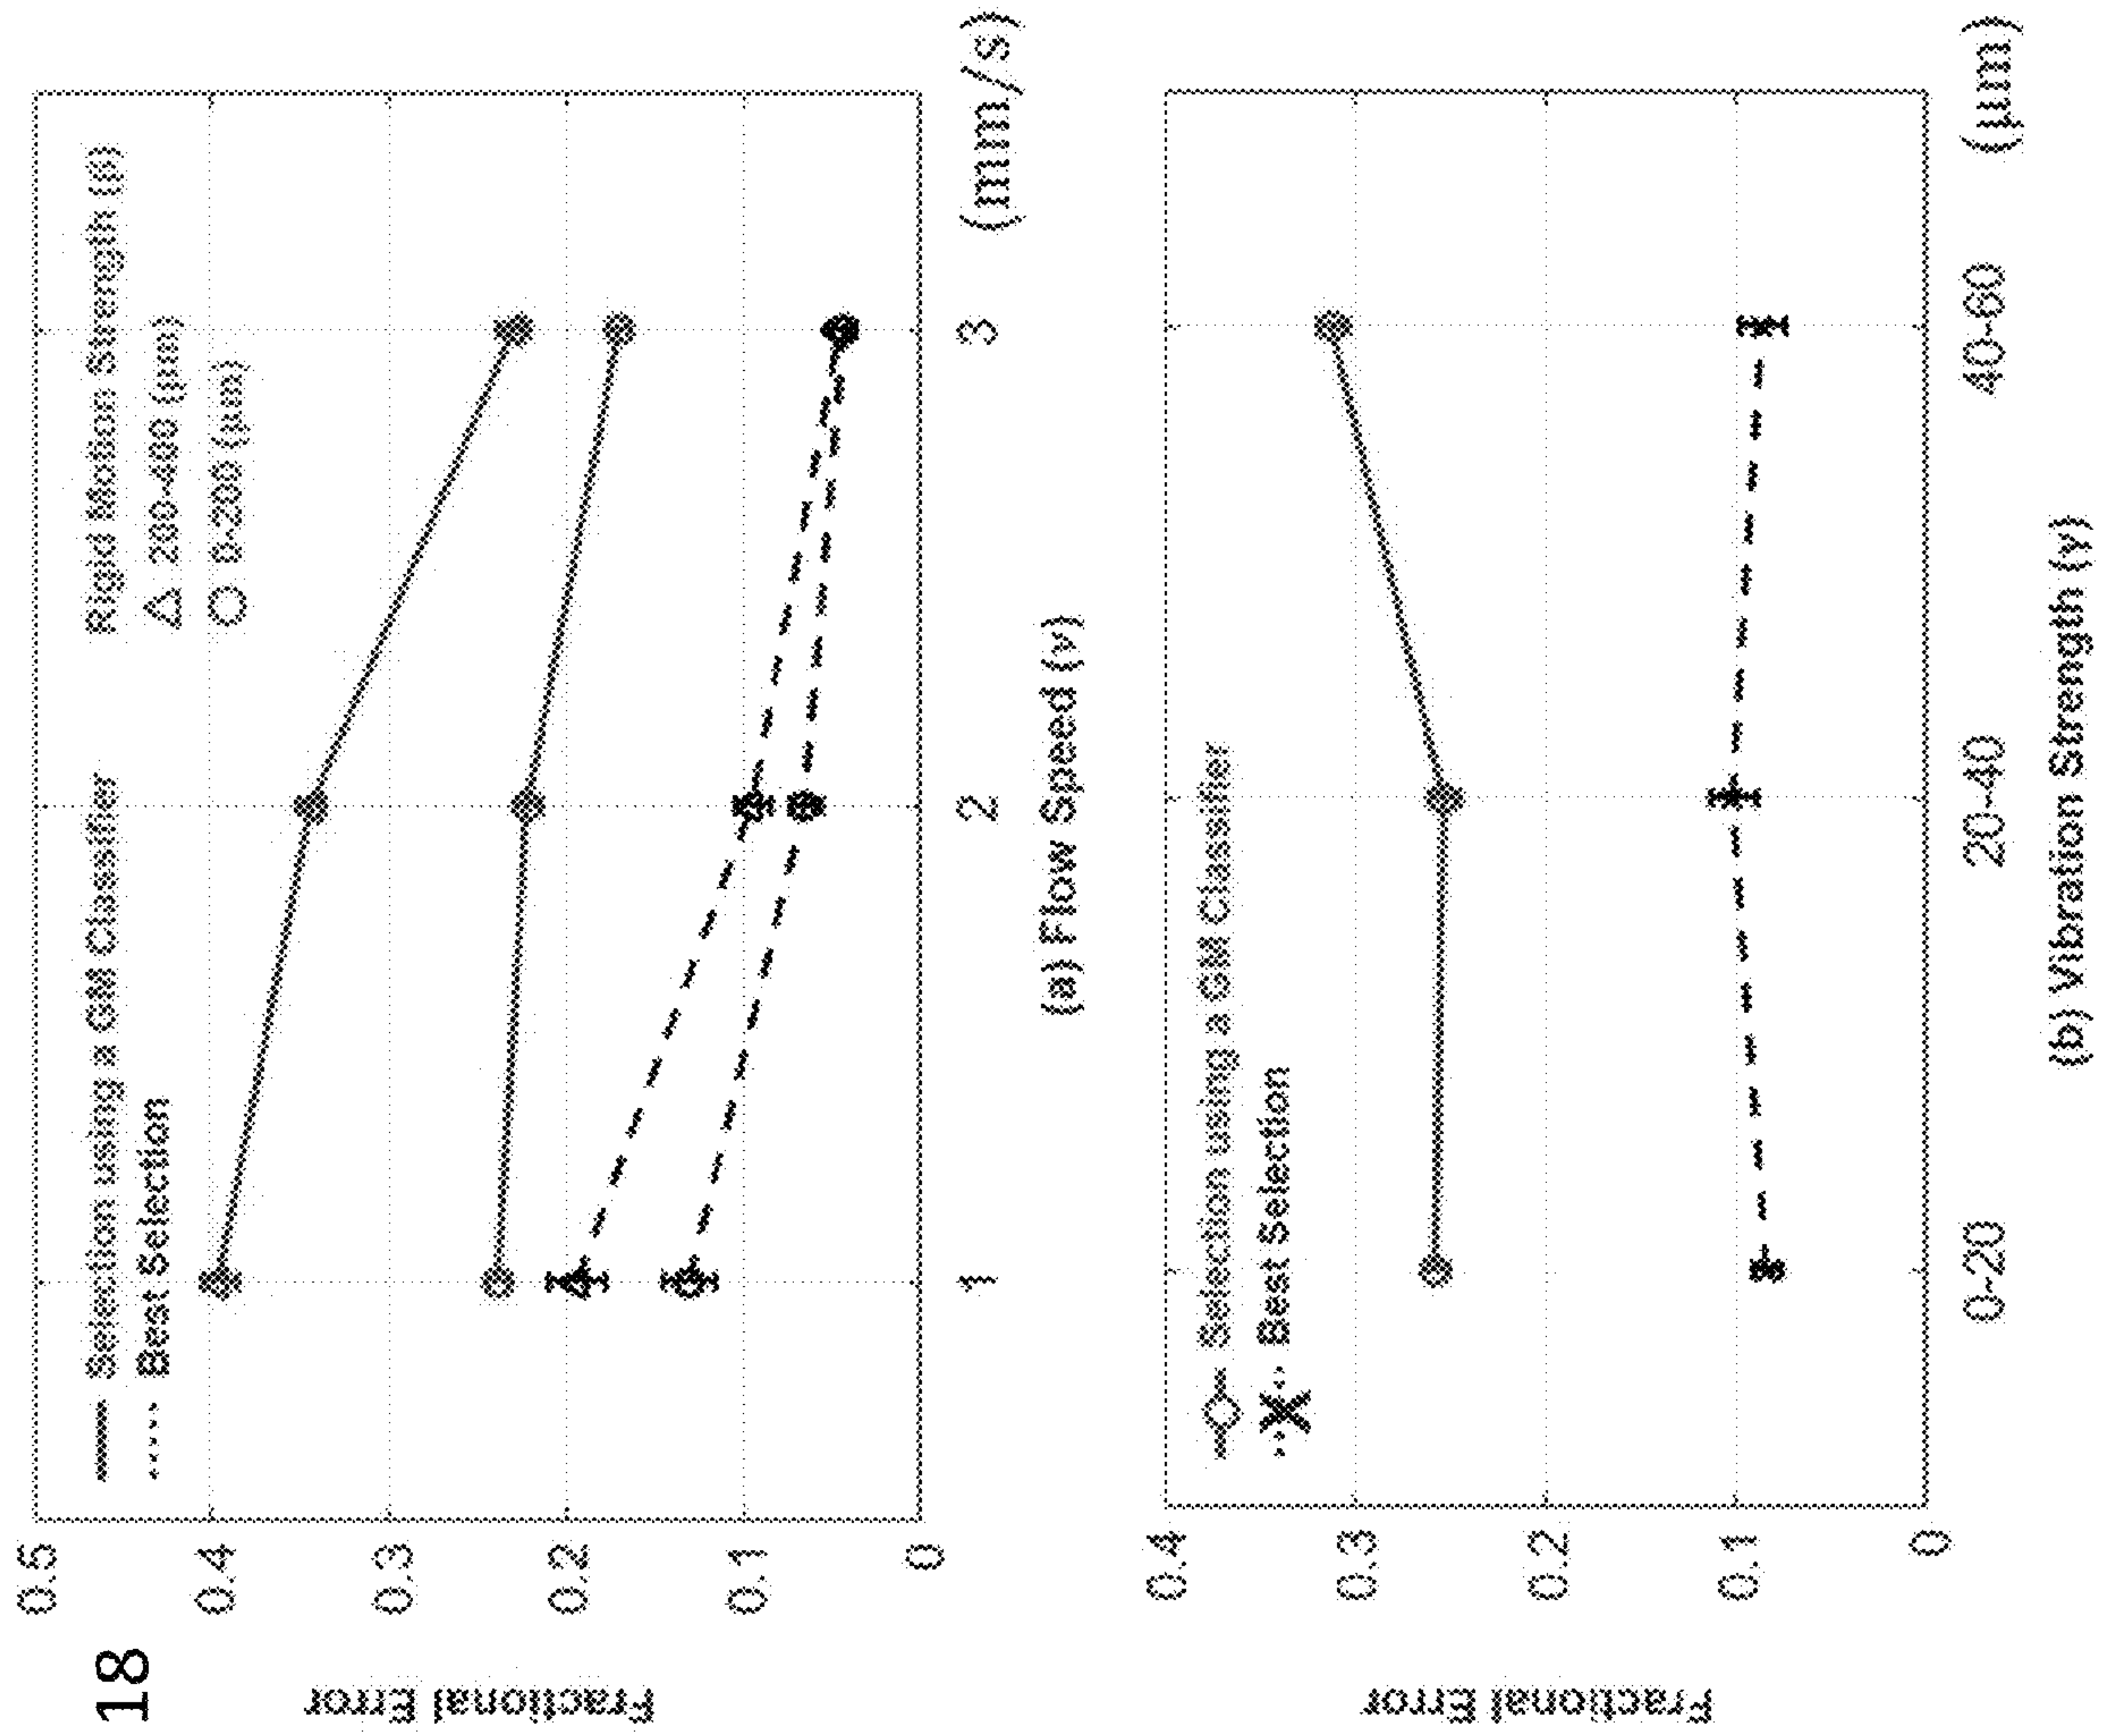 18
Fractional Error
0.5
0.4
0.3
0.2
0.1
0
Selection using a GM Classifier
Best Selection
Rigid Motion Strength (β)
200-400 (μm)
0-200 (μm)
1
2
3
(mm/s)
(a) Flow Speed (v)
Fractional Error
0.4
0.3
0.2
0.1
0
Selection using a GM Classifier
Best Selection
0-20
20-40
40-60
(μm)
(b) Vibration Strength (γ)